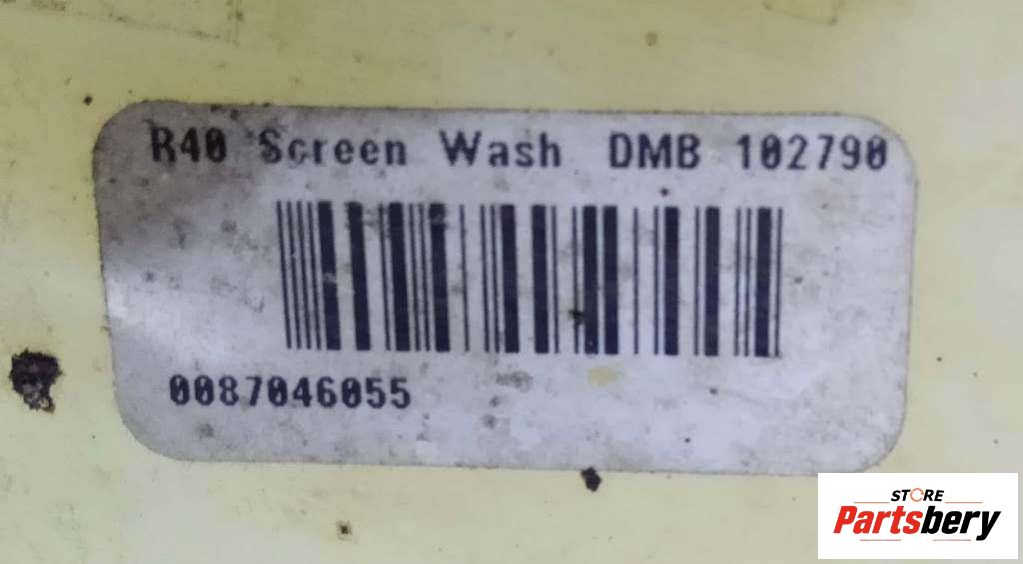 R40 Screen Wash DMB 102790
0087046055
STORE
Partsbery